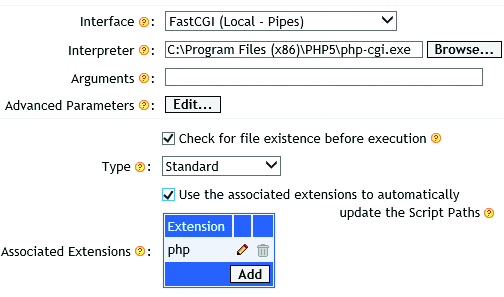 Interface ?: FastCGI (Local - Pipes)
Interpreter ?: C:\Program Files (x86)\PHP5\php-cgi.exe Browse...
Arguments ?:
Advanced Parameters ?: Edit...
Check for file existence before execution ?
Type ?: Standard
Use the associated extensions to automatically
update the Script Paths ?
Extension
Associated Extensions ?: php
Add